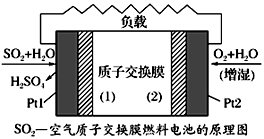 负载
SO₂+H₂O
O₂+H₂O
质子交换膜
(增湿)
H₂SO₄
Pt1
(1)
(2)
Pt2
SO₂—空气质子交换膜燃料电池的原理图